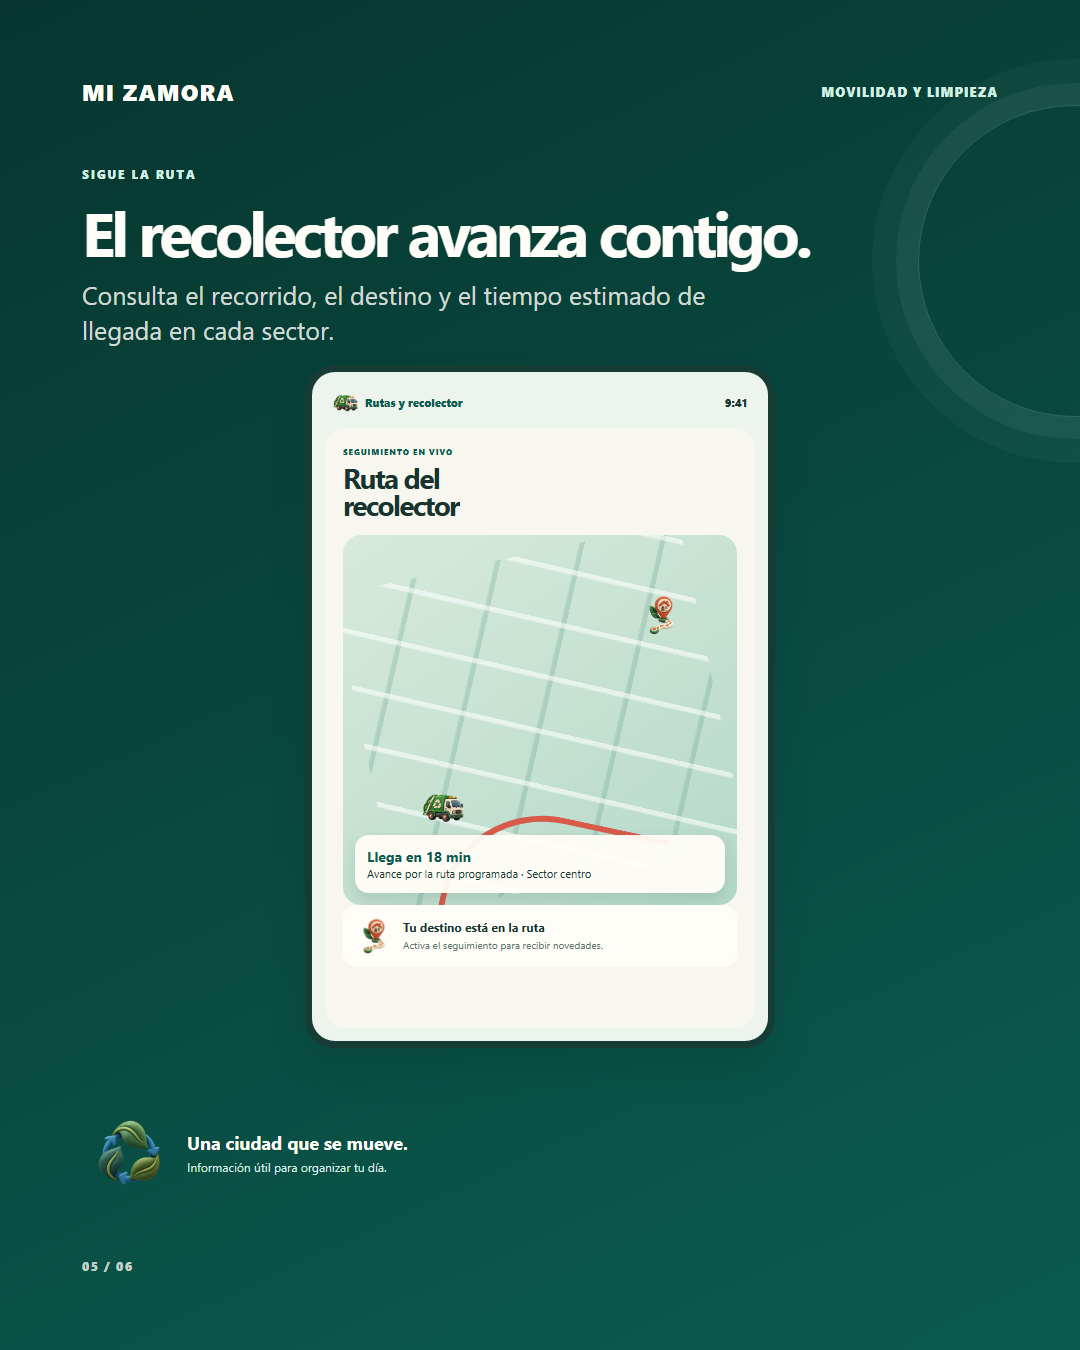 MI ZAMORA
MOVILIDAD Y LIMPIEZA
SIGUE LA RUTA
El recolector avanza contigo.
Consulta el recorrido, el destino y el tiempo estimado de
llegada en cada sector.
Rutas y recolector
9:41
SEGUIMIENTO EN VIVO
Ruta del
recolector
Llega en 18 min
Avance por la ruta programada · Sector centro
Tu destino está en la ruta
Activa el seguimiento para recibir novedades.
Una ciudad que se mueve.
Información útil para organizar tu día.
05 / 06